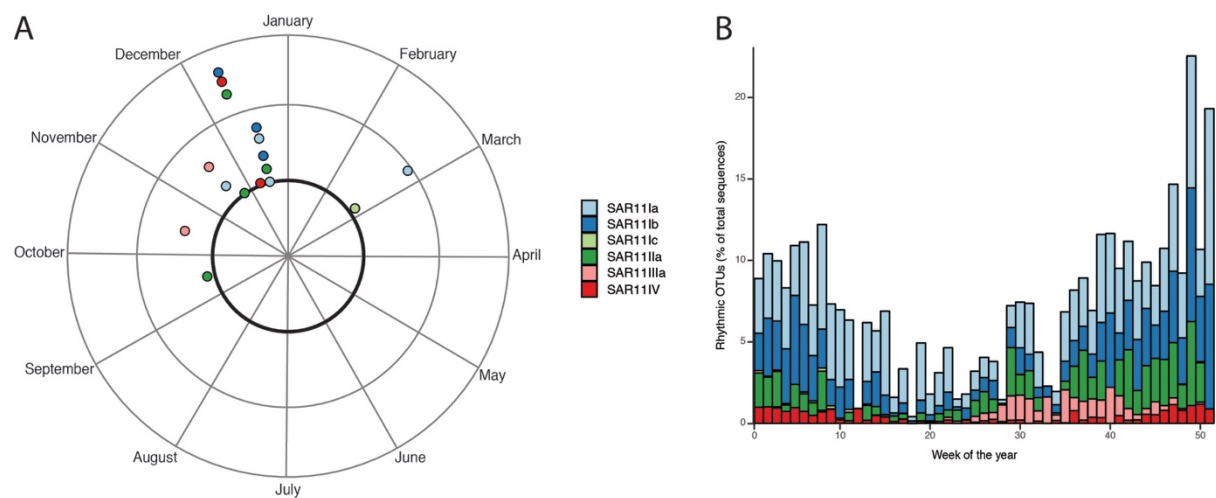 A
January
February
March
April
May
June
July
August
September
October
November
December
SAR11Ia
SAR11Ib
SAR11Ic
SAR11IIa
SAR11IIIa
SAR11IV
B
Rhythmic OTUs (% of total sequences)
20
15
10
5
0
0 10 20 30 40 50
Week of the year